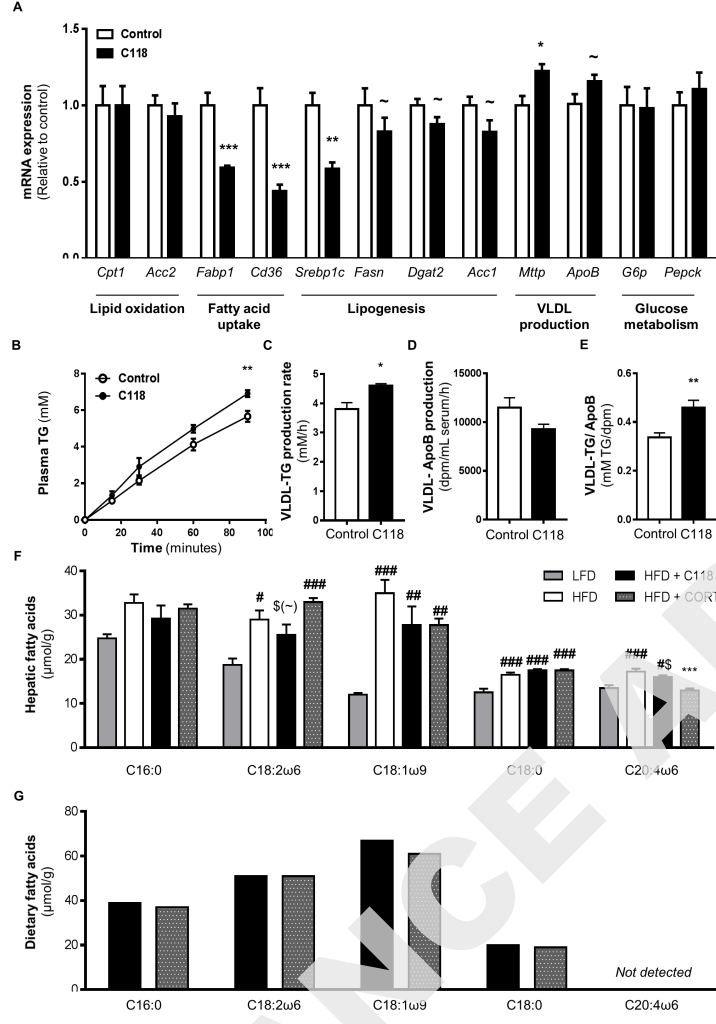 A
1.5
1.0
0.5
0.0
mRNA expression
(Relative to control)
Control
C118
***
***
**
~
~
~
*
~
Cpt1 Acc2 Fabp1 Cd36 Srebp1c Fasn Dgat2 Acc1 Mttp ApoB G6p Pepck
Lipid oxidation
Fatty acid
uptake
Lipogenesis
VLDL
production
Glucose
metabolism
B
8
6
4
2
0
Plasma TG (mM)
Control
C118
**
0 20 40 60 80 100
Time (minutes)
C
5
4
3
2
1
0
VLDL-TG production rate
(mM/h)
*
Control C118
D
15000
10000
5000
0
VLDL- ApoB production
(dpm/mL serum/h)
Control C118
E
0.6
0.4
0.2
0.0
VLDL-TG/ ApoB
(mM TG/dpm)
**
Control C118
F
40
30
20
10
0
Hepatic fatty acids
(μmol/g)
LFD
HFD
HFD + C118
HFD + CORT
#
$(~)
###
###
##
##
###
###
###
###
#$
***
C16:0 C18:2ω6 C18:1ω9 C18:0 C20:4ω6
G
80
60
40
20
0
Dietary fatty acids
(μmol/g)
Not detected
C16:0 C18:2ω6 C18:1ω9 C18:0 C20:4ω6